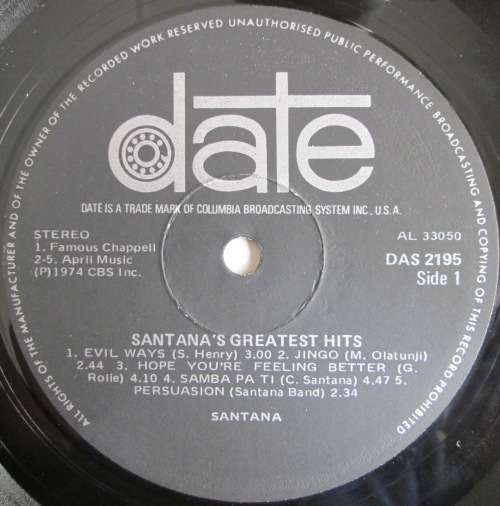 ALL RIGHTS OF THE MANUFACTURER AND OF THE OWNER OF THE RECORDED WORK RESERVED UNAUTHORISED PUBLIC PERFORMANCE BROADCASTING AND COPYING OF THIS RECORD PROHIBITED
date
DATE IS A TRADE MARK OF COLUMBIA BROADCASTING SYSTEM INC., U.S.A.
STEREO
1. Famous Chappell
2-5. April Music
(P)1974 CBS Inc.
AL 33050
DAS 2195
Side 1
SANTANA'S GREATEST HITS
1. EVIL WAYS (S. Henry) 3.00 2. JINGO (M. Olatunji)
2.44 3. HOPE YOU'RE FEELING BETTER (G.
Rolie) 4.10 4. SAMBA PA TI (C. Santana) 4.47 5.
PERSUASION (Santana Band) 2.34
SANTANA